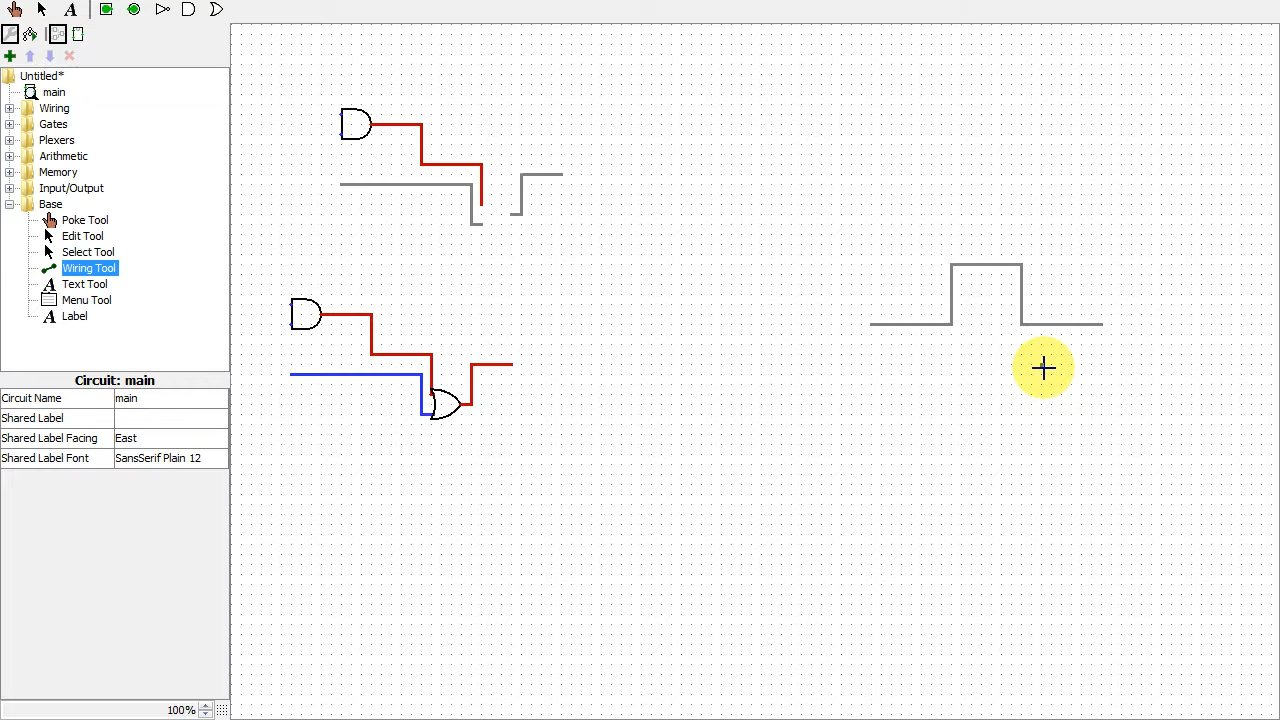 A
Untitled*
main
Wiring
Gates
Plexers
Arithmetic
Memory
Input/Output
Base
Poke Tool
Edit Tool
Select Tool
Wiring Tool
A Text Tool
Menu Tool
A Label
Circuit: main
Circuit Name main
Shared Label
Shared Label Facing East
Shared Label Font SansSerif Plain 12
100%